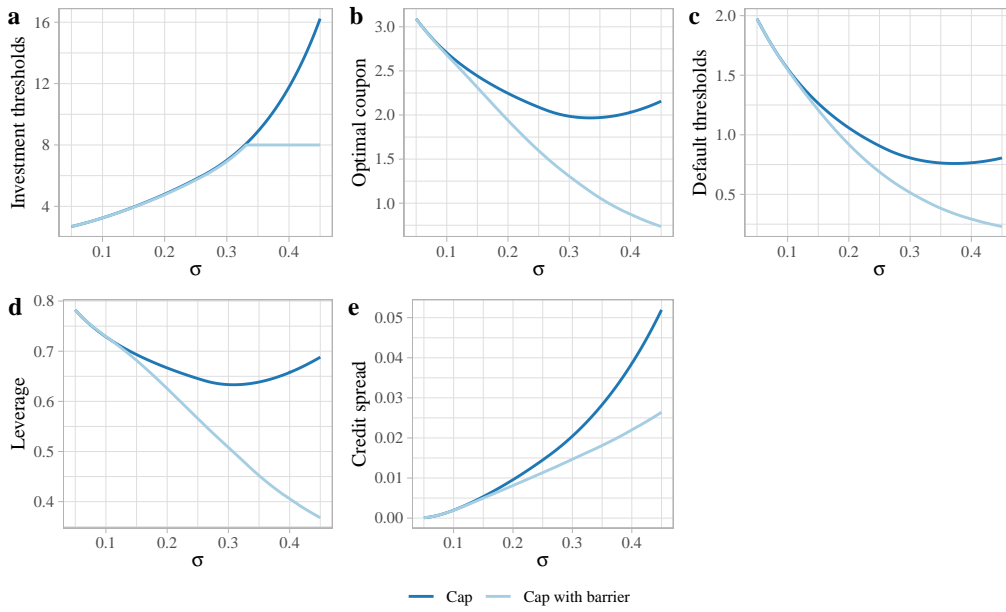 a
Investment thresholds
16
12
8
4
0.1 0.2 0.3 0.4
σ
b
Optimal coupon
3.0
2.5
2.0
1.5
1.0
0.1 0.2 0.3 0.4
σ
c
Default thresholds
2.0
1.5
1.0
0.5
0.1 0.2 0.3 0.4
σ
d
Leverage
0.8
0.7
0.6
0.5
0.4
0.1 0.2 0.3 0.4
σ
e
Credit spread
0.05
0.04
0.03
0.02
0.01
0.00
0.1 0.2 0.3 0.4
σ
Cap Cap with barrier